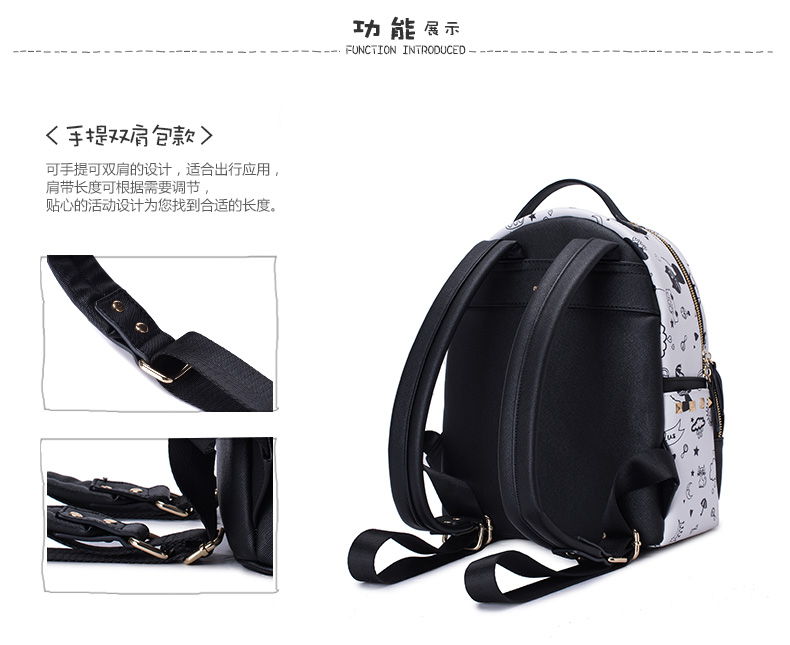 功能展示
FUNCTION INTRODUCED
〈手提双肩包款〉
可手提可双肩的设计，适合出行应用，
肩带长度可根据需要调节，
贴心的活动设计为您找到合适的长度。